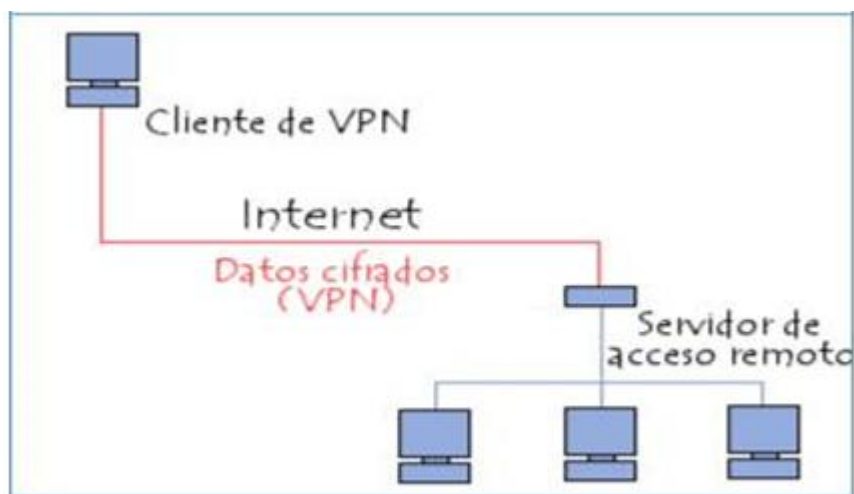 Cliente de VPN
Internet
Datos cifrados
(VPN)
Servidor de
acceso remoto